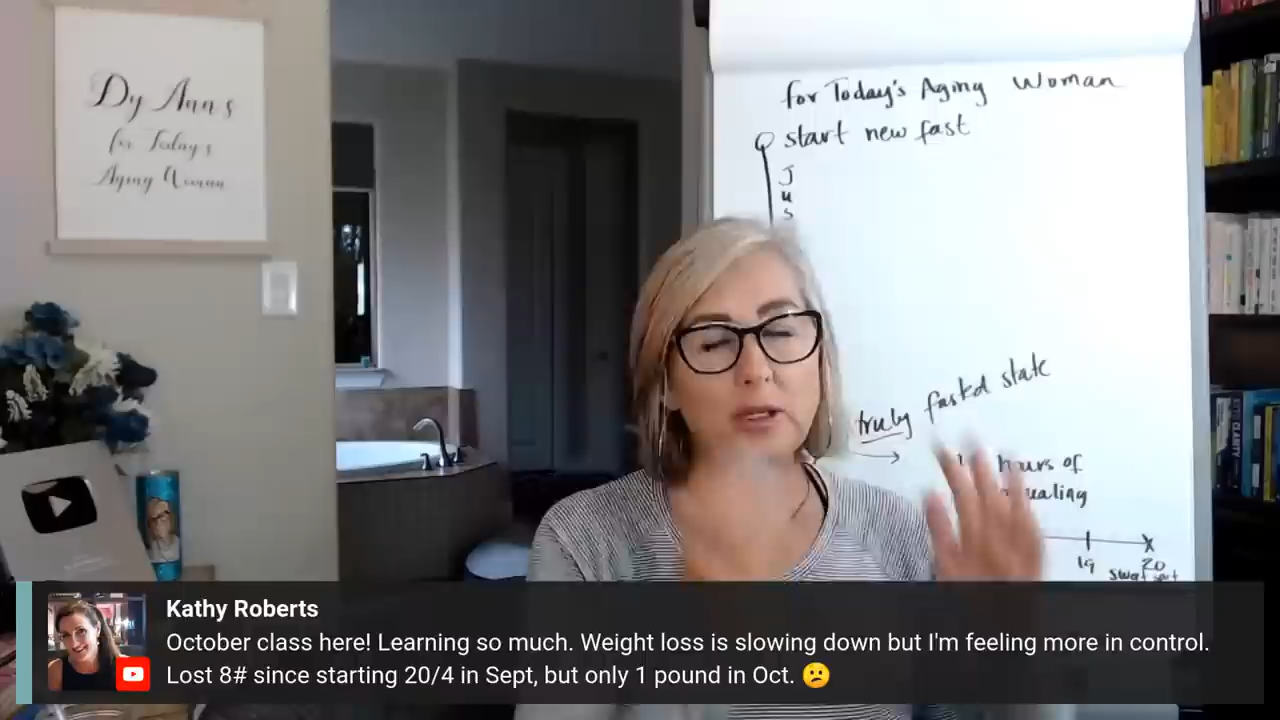 Dy Ann's
for Today's
Aging Woman
for Today's Aging Woman
start new fast
J
u
s
truly fasted state
hours of
19
20
Kathy Roberts
October class here! Learning so much. Weight loss is slowing down but I'm feeling more in control.
Lost 8# since starting 20/4 in Sept, but only 1 pound in Oct. 😕